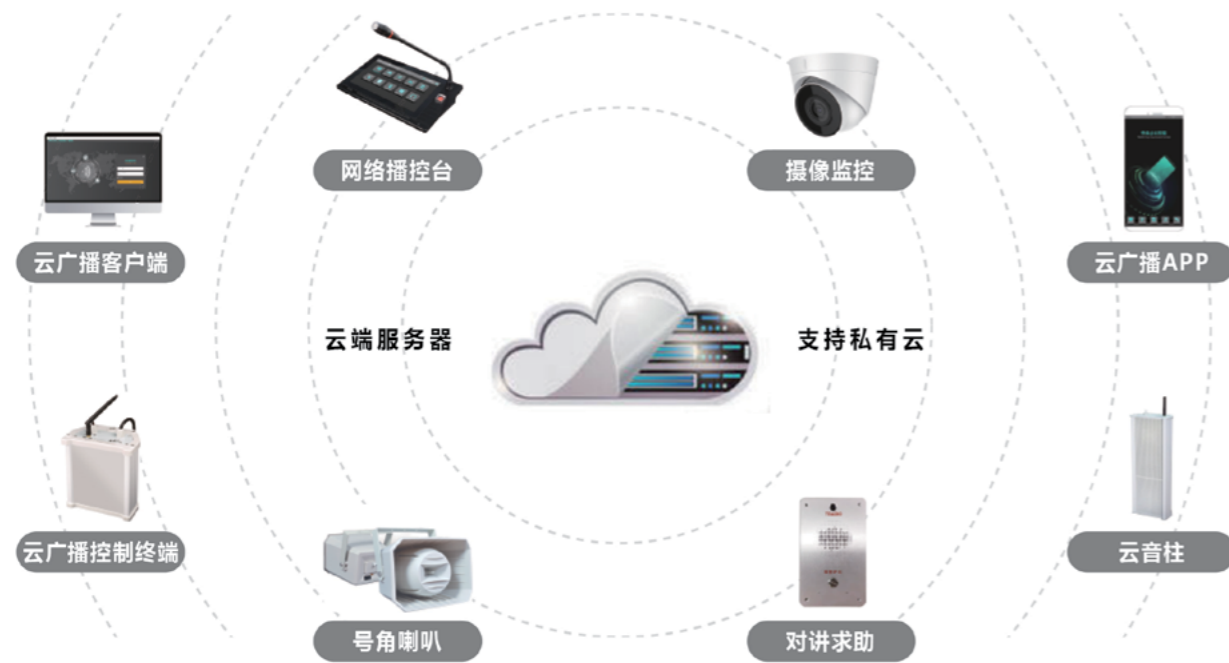 网络播控台
摄像监控
云广播客户端
云广播APP
云端服务器
支持私有云
云广播控制终端
云音柱
号角喇叭
对讲求助